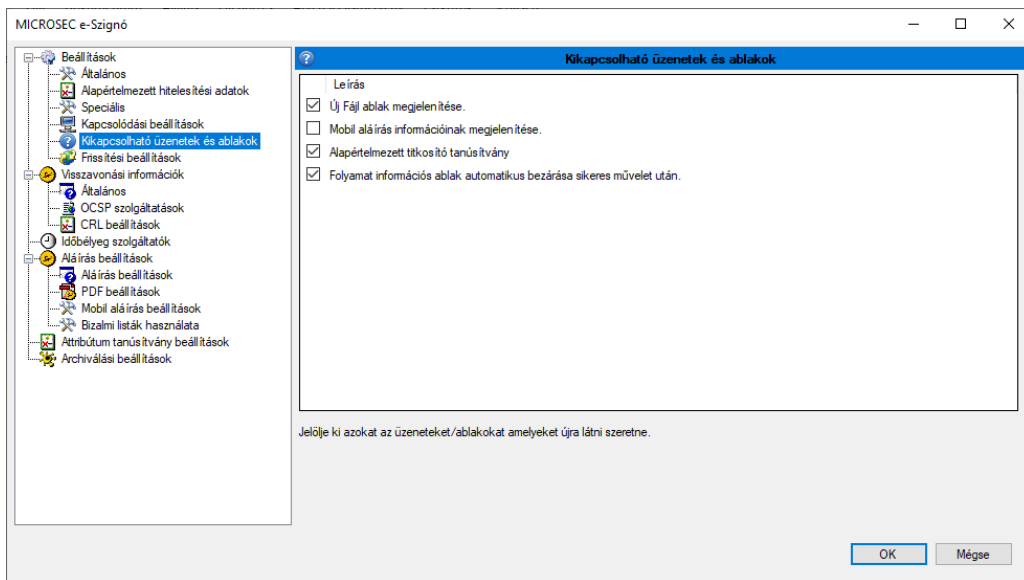 MICROSEC e-Szignó
Beállítások
Általános
Alapértelmezett hitelesítési adatok
Speciális
Kapcsolódási beállítások
Kikapcsolható üzenetek és ablakok
Frissítési beállítások
Visszavonási információk
Általános
OCSP szolgáltatások
CRL beállítások
Időbélyeg szolgáltatók
Aláírás beállítások
Aláírás beállítások
PDF beállítások
Mobil aláírás beállítások
Bizalmi listák használata
Attribútum tanúsítvány beállítások
Archiválási beállítások
Kikapcsolható üzenetek és ablakok
Leírás
Új Fájl ablak megjelenítése.
Mobil aláírás információinak megjelenítése.
Alapértelmezett titkosító tanúsítvány
Folyamat információs ablak automatikus bezárása sikeres művelet után.
Jelölje ki azokat az üzeneteket/ablakokat amelyeket újra látni szeretne.
OK
Mégse